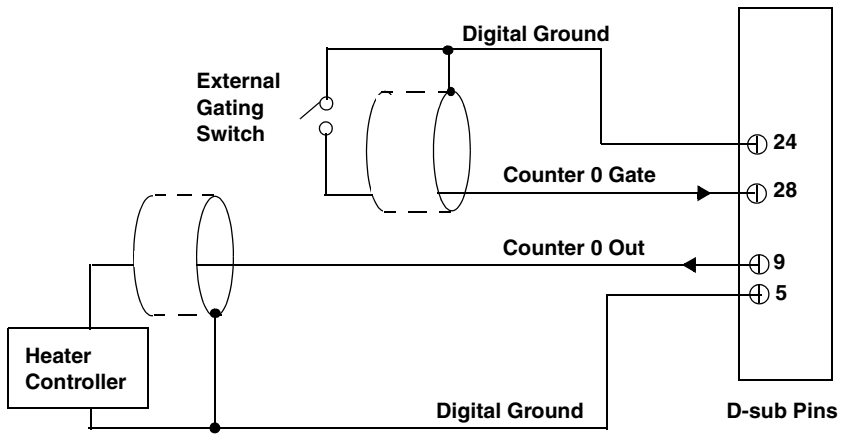 Digital Ground
External
Gating
Switch
24
Counter 0 Gate
28
Counter 0 Out
9
5
Heater
Controller
Digital Ground
D-sub Pins